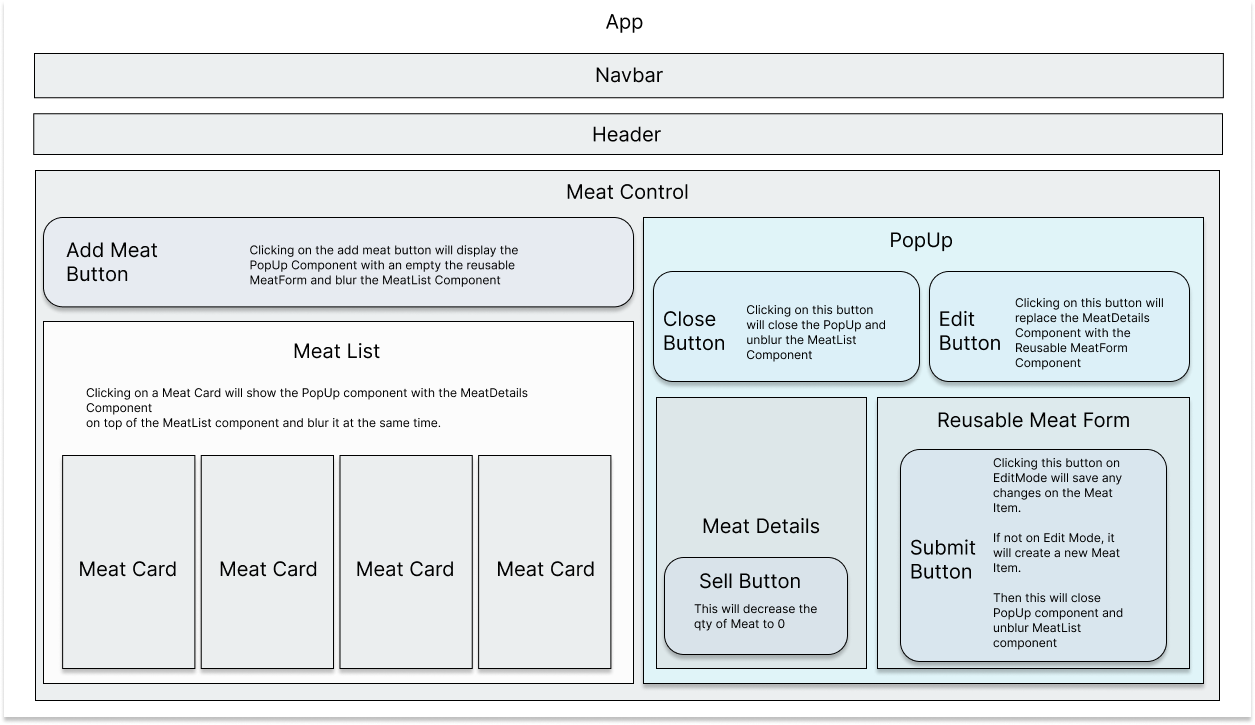 App
Navbar
Header
Meat Control
Add Meat
Button
Clicking on the add meat button will display the
PopUp Component with an empty the reusable
MeatForm and blur the MeatList Component
Meat List
Clicking on a Meat Card will show the PopUp component with the MeatDetails
Component
on top of the MeatList component and blur it at the same time.
Meat Card
Meat Card
Meat Card
Meat Card
PopUp
Close
Button
Clicking on this button
will close the PopUp and
unblur the MeatList
Component
Edit
Button
Clicking on this button will
replace the MeatDetails
Component with the
Reusable MeatForm
Component
Meat Details
Sell Button
This will decrease the
qty of Meat to 0
Reusable Meat Form
Submit
Button
Clicking this button on
EditMode will save any
changes on the Meat
Item.
If not on Edit Mode, it
will create a new Meat
Item.
Then this will close
PopUp component and
unblur MeatList
component